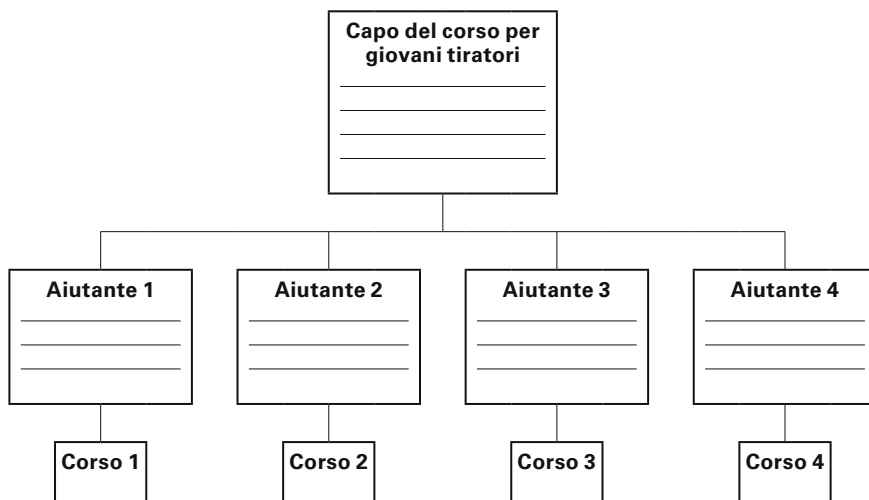 Capo del corso per
giovani tiratori
Aiutante 1
Aiutante 2
Aiutante 3
Aiutante 4
Corso 1
Corso 2
Corso 3
Corso 4